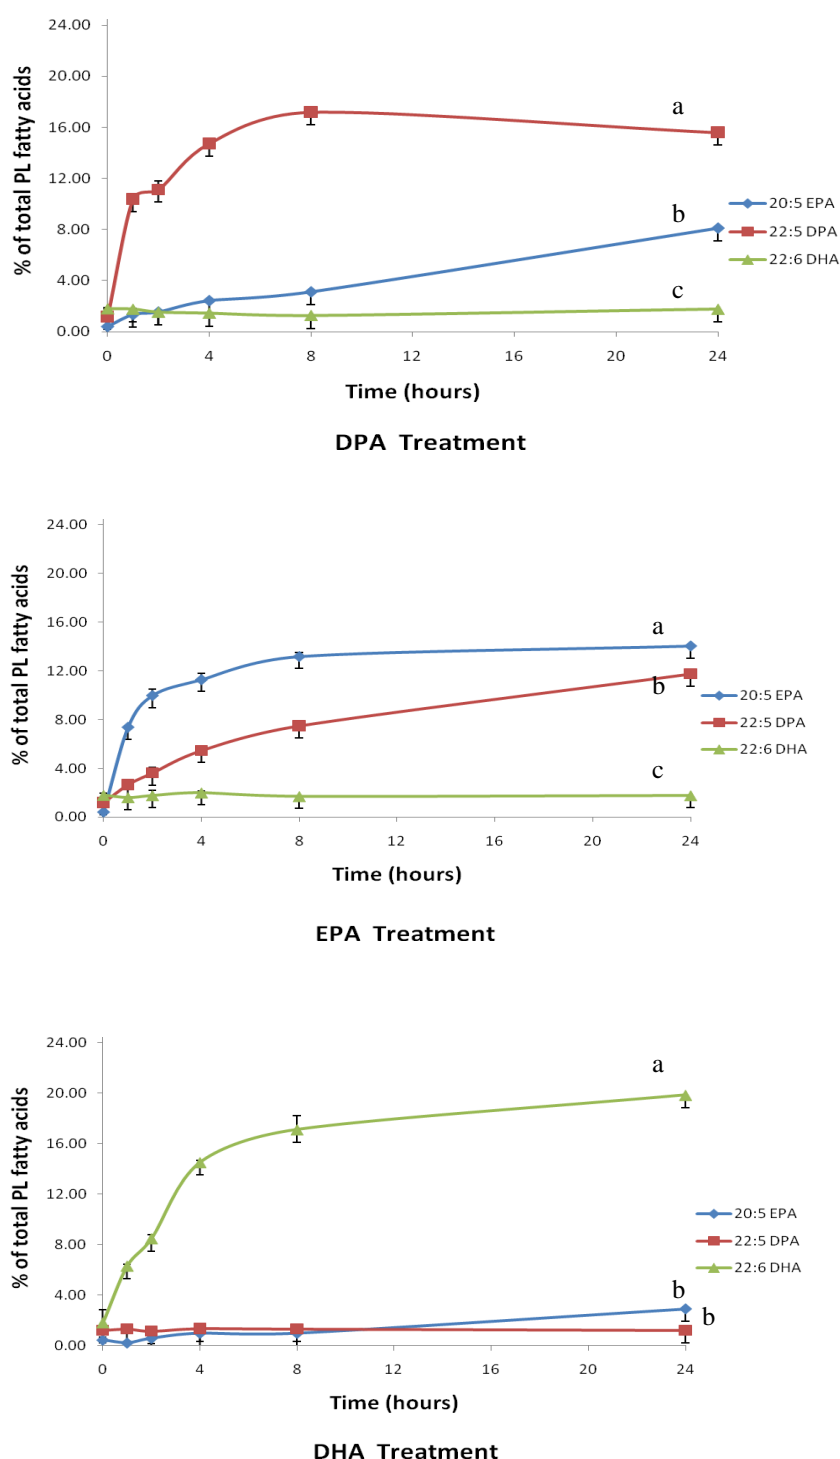 % of total PL fatty acids
24.00
20.00
16.00
12.00
8.00
4.00
0.00
a
b
c
20:5 EPA
22:5 DPA
22:6 DHA
0 4 8 12 16 20 24
Time (hours)
DPA Treatment
% of total PL fatty acids
24.00
20.00
16.00
12.00
8.00
4.00
0.00
a
b
c
20:5 EPA
22:5 DPA
22:6 DHA
0 4 8 12 16 20 24
Time (hours)
EPA Treatment
% of total PL fatty acids
24.00
20.00
16.00
12.00
8.00
4.00
0.00
a
20:5 EPA
22:5 DPA
22:6 DHA
b
b
0 4 8 12 16 20 24
Time (hours)
DHA Treatment